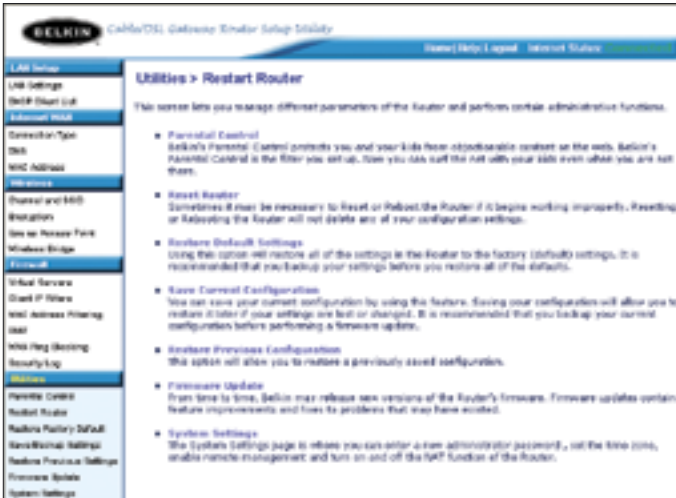 BELKIN Cable/DSL Gateway Router Setup Utility
Home|Help|Logout Internet Status:
LAN Setup
LAN Settings
DHCP Client List
Internet WAN
Connection Type
DNS
MAC Address
Wireless
Channel and SSID
Encryption
Use as Access Point
Wireless Bridge
Firewall
Virtual Servers
Client IP Filters
MAC Address Filtering
DMZ
WAN Ping Blocking
Security Log
Utilities
Parental Control
Restart Router
Restore Factory Default
Save/Backup Settings
Restore Previous Settings
Firmware Update
System Settings
Utilities > Restart Router
This screen lets you manage different parameters of the Router and perform certain administrative functions.
Parental Control
Belkin's Parental Control protects you and your kids from objectionable content on the web. Belkin's
Parental Control is the filter you set up. Now you can surf the net with your kids even when you are not
there.
Reset Router
Sometimes it may be necessary to Reset or Reboot the Router if it begins working improperly. Resetting
or Rebooting the Router will not delete any of your configuration settings.
Restore Default Settings
Using this option will restore all of the settings in the Router to the factory (default) settings. It is
recommended that you backup your settings before you restore all of the defaults.
Save Current Configuration
You can save your current configuration by using the feature. Saving your configuration will allow you to
restore it later if your settings are lost or changed. It is recommended that you backup your current
configuration before performing a firmware update.
Restore Previous Configuration
This option will allow you to restore a previously saved configuration.
Firmware Update
From time to time, Belkin may release new versions of the Router's firmware. Firmware updates contain
feature improvements and fixes to problems that may have existed.
System Settings
The System Settings page is where you can enter a new administrator password, set the time zone,
enable remote management and turn on and off the NAT function of the Router.